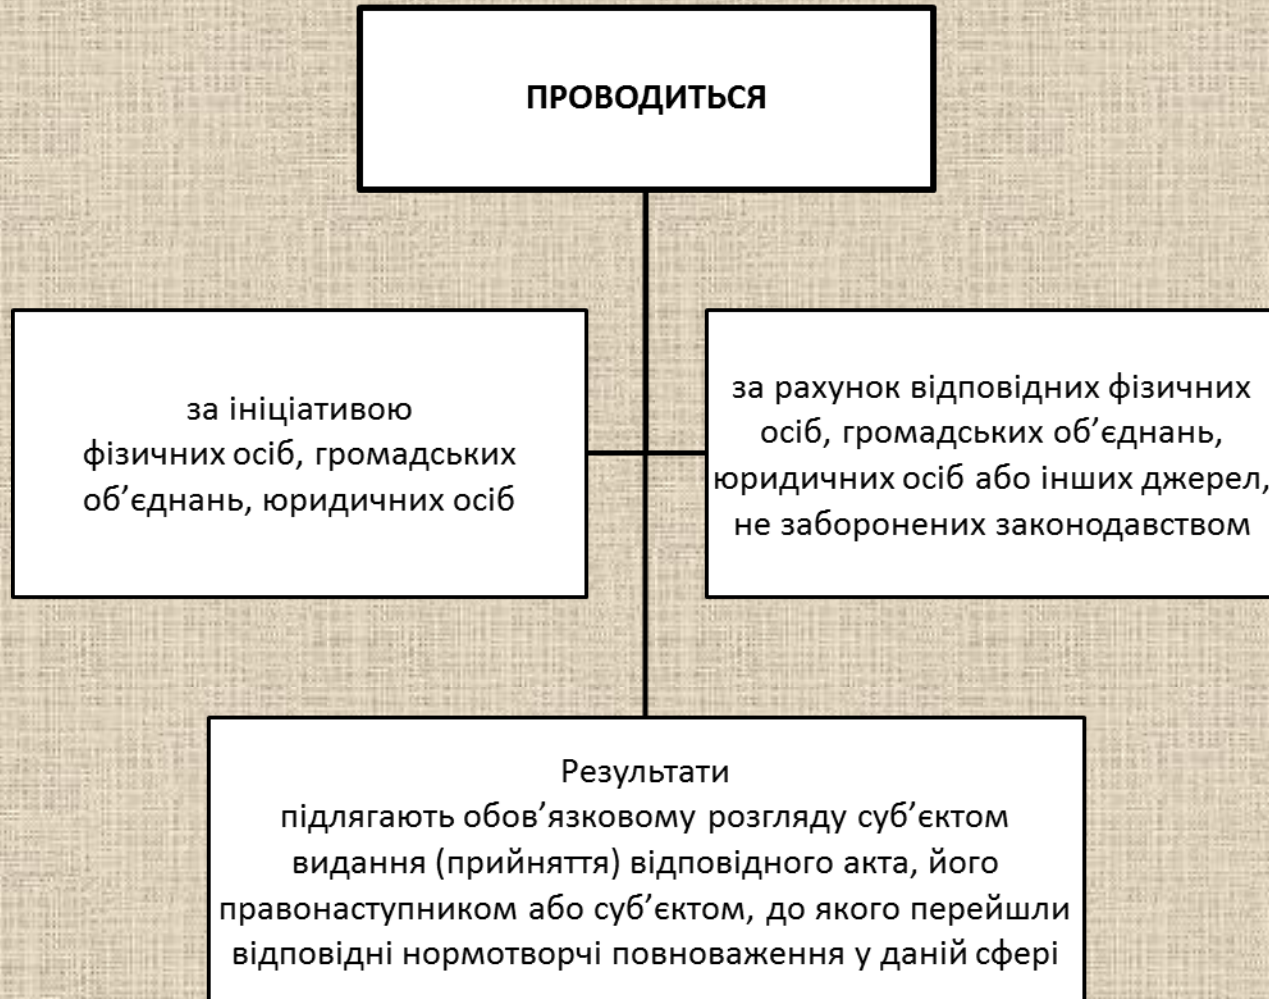 ПРОВОДИТЬСЯ
за ініціативою
фізичних осіб, громадських
об’єднань, юридичних осіб
за рахунок відповідних фізичних
осіб, громадських об’єднань,
юридичних осіб або інших джерел,
не заборонених законодавством
Результати
підлягають обов’язковому розгляду суб’єктом
видання (прийняття) відповідного акта, його
правонаступником або суб’єктом, до якого перейшли
відповідні нормотворчі повноваження у даній сфері